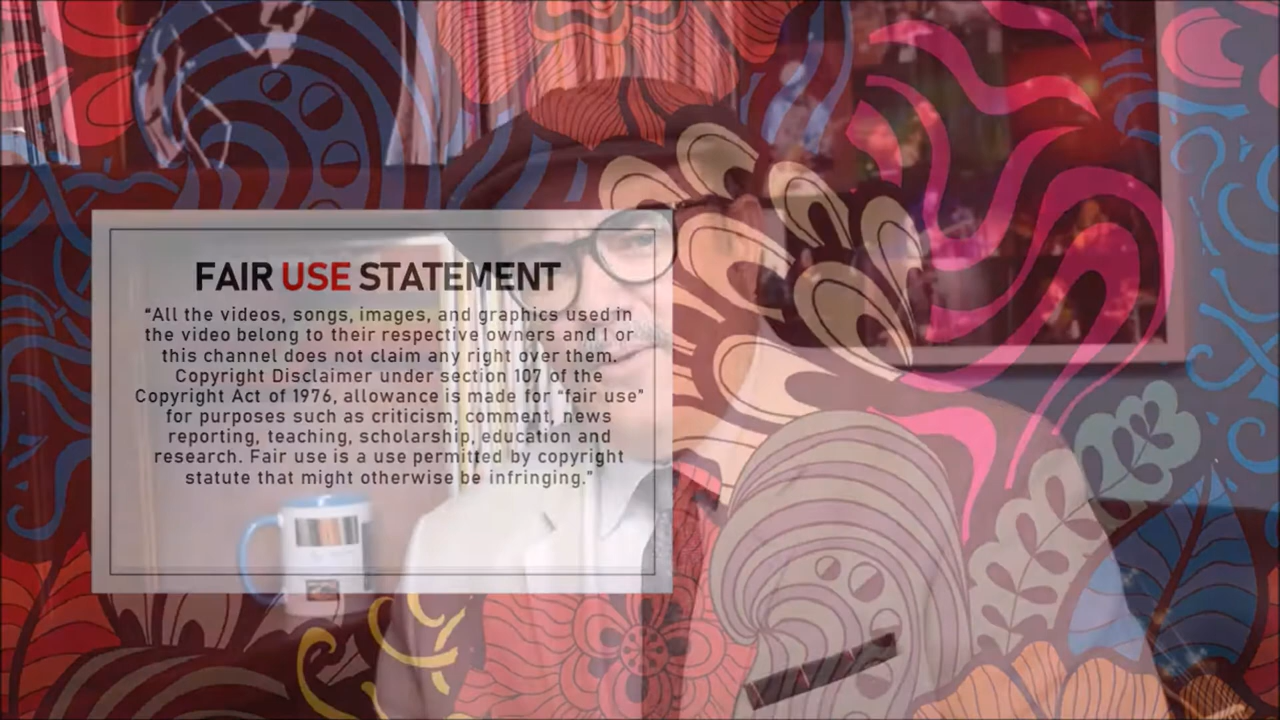 FAIR USE STATEMENT
“All the videos, songs, images, and graphics used in
the video belong to their respective owners and I or
this channel does not claim any right over them.
Copyright Disclaimer under section 107 of the
Copyright Act of 1976, allowance is made for “fair use”
for purposes such as criticism, comment, news
reporting, teaching, scholarship, education and
research. Fair use is a use permitted by copyright
statute that might otherwise be infringing.”